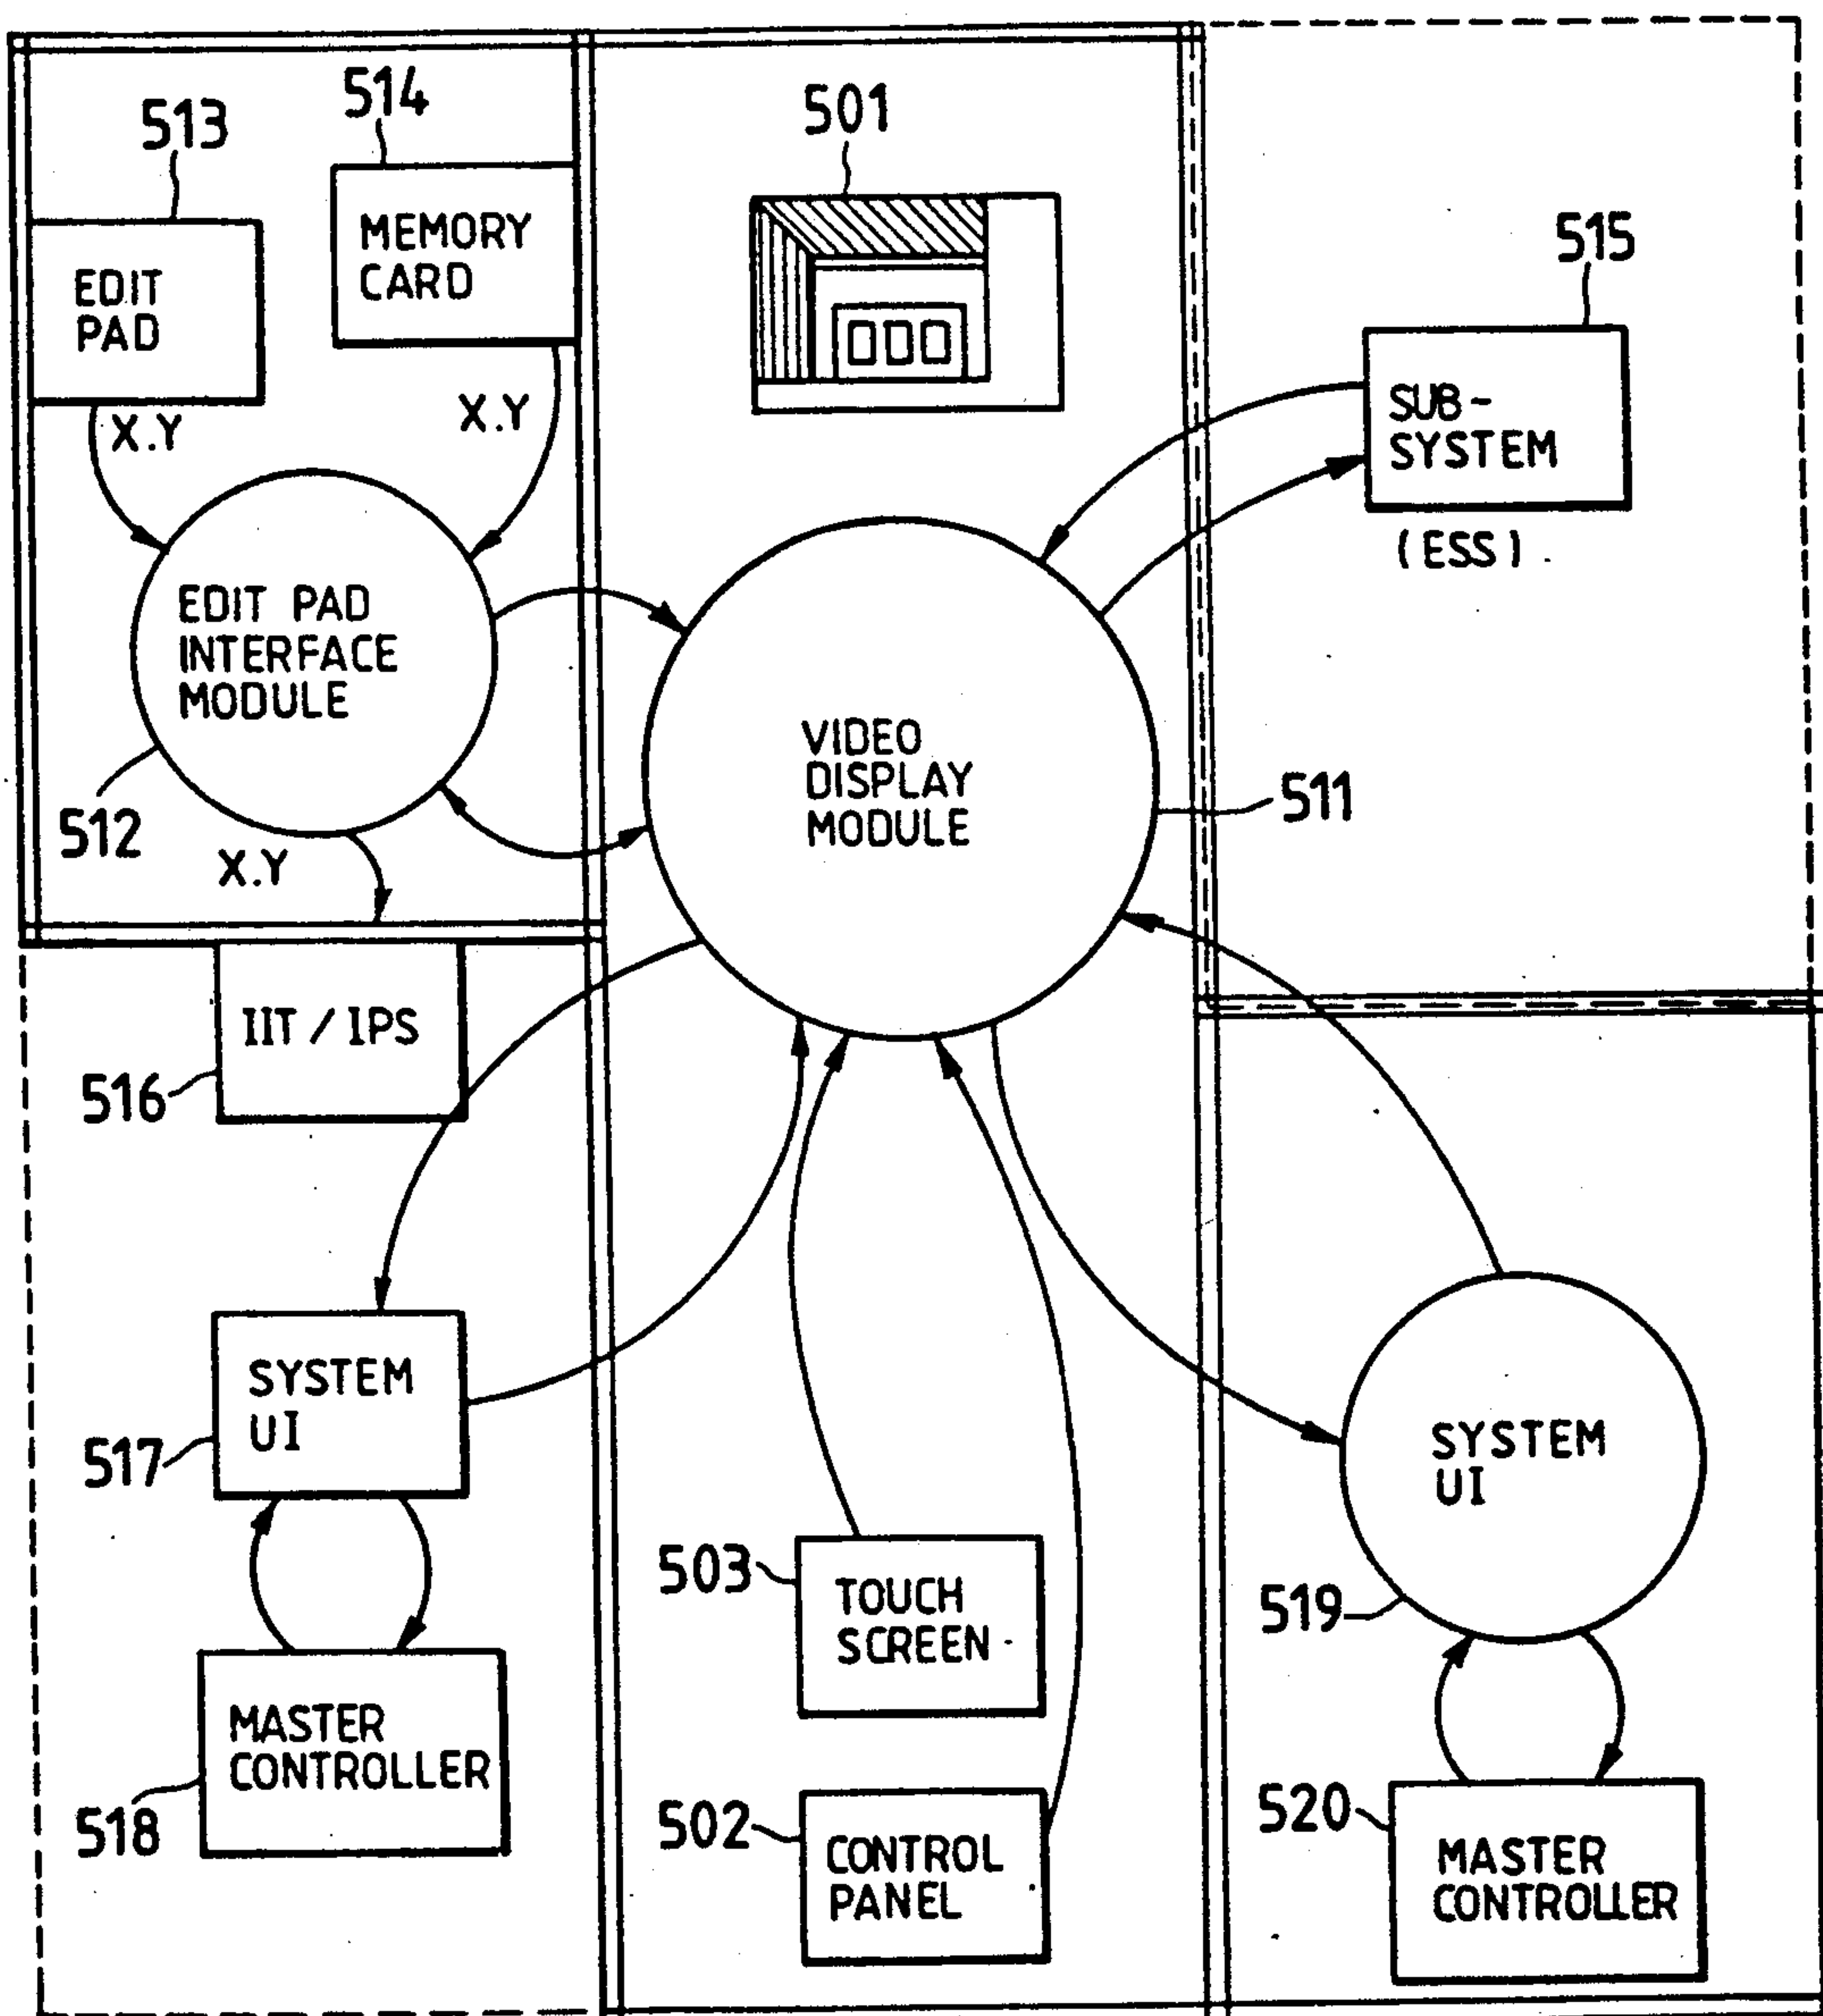 514
501
513
MEMORY
CARD
515
EDIT
PAD
X.Y
X.Y
SUB-
SYSTEM
(ESS)
EDIT PAD
INTERFACE
MODULE
VIDEO
DISPLAY
MODULE
511
512
X.Y
IIT / IPS
516
SYSTEM
UI
517
SYSTEM
UI
503
TOUCH
SCREEN
519
MASTER
CONTROLLER
518
502
CONTROL
PANEL
520
MASTER
CONTROLLER